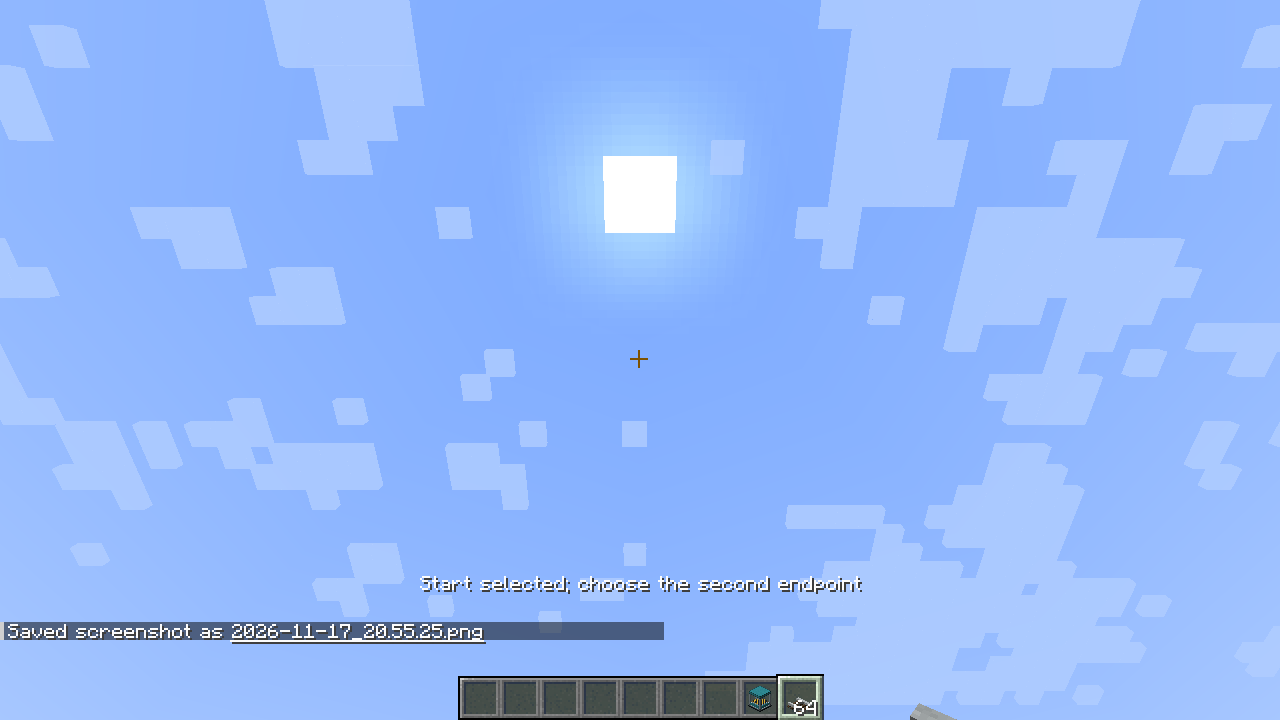 Start selected; choose the second endpoint
Saved screenshot as 2026-11-17_20.55.25.png
64